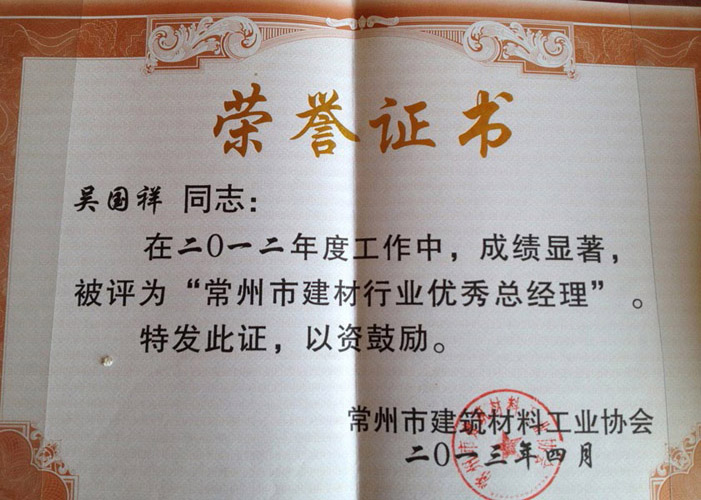 荣誉证书
吴国祥 同志：
在二〇一二年度工作中，成绩显著，
被评为“常州市建材行业优秀总经理”。
特发此证，以资鼓励。
常州市建筑材料工业协会
二〇一三年四月